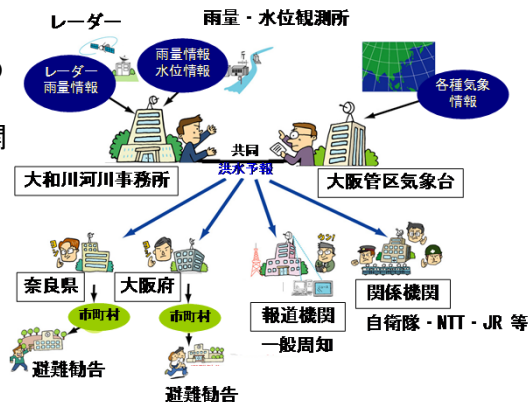 レーダー
雨量・水位観測所
レーダー
雨量情報
雨量情報
水位情報
各種気象
情報
)
関
共同
洪水予報
大和川河川事務所
大阪管区気象台
奈良県
大阪府
報道機関
関係機関
市町村
市町村
一般周知
自衛隊・NTT・JR 等
避難勧告
避難勧告